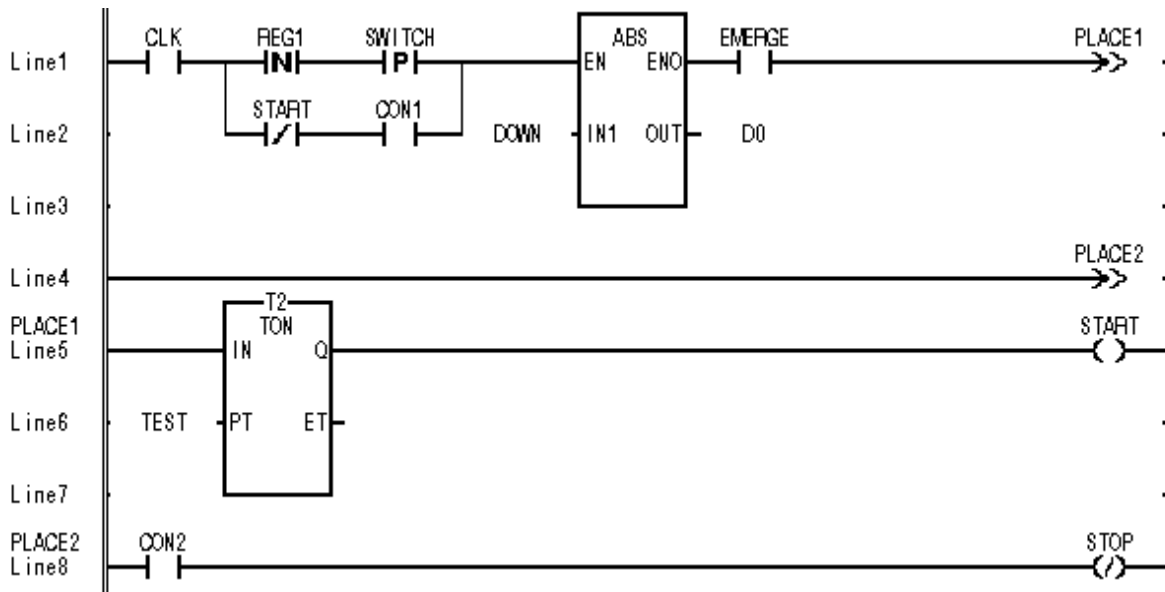 CLK REG1 SWITCH ABS EMERGE PLACE1
Line1 N P EN ENO
START CON1
Line2 DOWN IN1 OUT D0
Line3
PLACE2
Line4
T2
PLACE1 TON START
Line5 IN Q
Line6 TEST PT ET
Line7
PLACE2 CON2 STOP
Line8